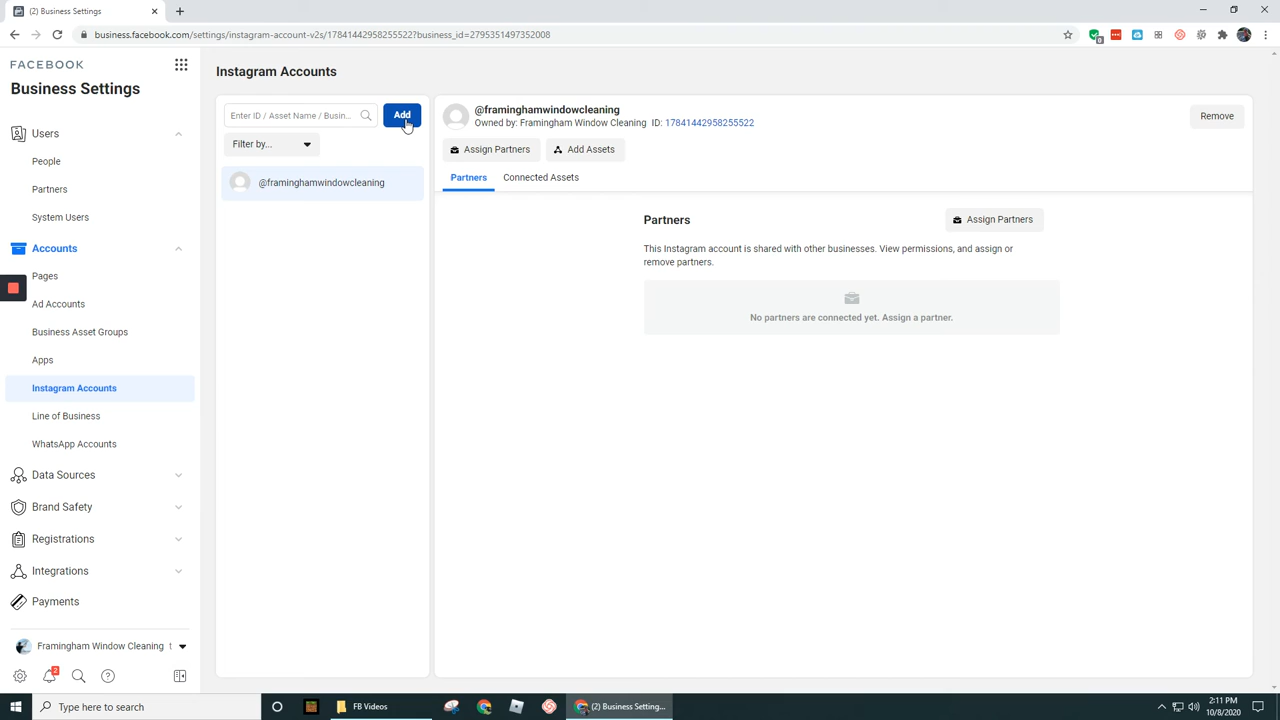 (2) Business Settings
business.facebook.com/settings/instagram-account-v2s/17841442958255522?business_id=2795351497352008
FACEBOOK
Business Settings
Users
People
Partners
System Users
Accounts
Pages
Ad Accounts
Business Asset Groups
Apps
Instagram Accounts
Line of Business
WhatsApp Accounts
Data Sources
Brand Safety
Registrations
Integrations
Payments
Framingham Window Cleaning t
2
Instagram Accounts
Enter ID / Asset Name / Busin...
Add
Filter by...
@framinghamwindowcleaning
@framinghamwindowcleaning
Owned by: Framingham Window Cleaning ID: 17841442958255522
Remove
Assign Partners
Add Assets
Partners
Connected Assets
Partners
Assign Partners
This Instagram account is shared with other businesses. View permissions, and assign or
remove partners.
No partners are connected yet. Assign a partner.
Type here to search
FB Videos
(2) Business Setting...
2:11 PM
10/8/2020